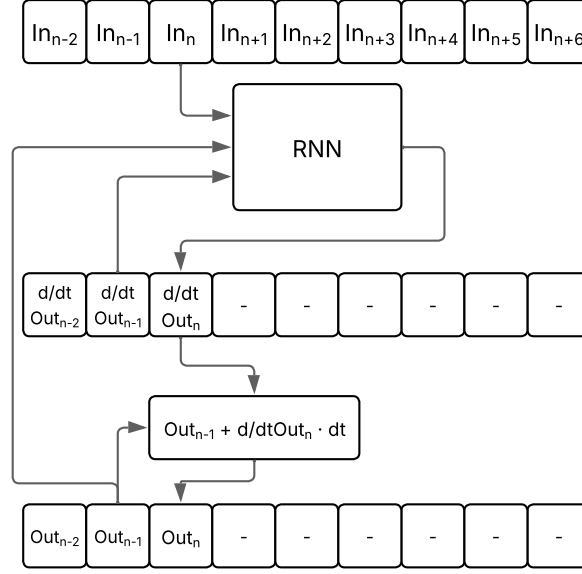 In_{n-2} In_{n-1} In_n In_{n+1} In_{n+2} In_{n+3} In_{n+4} In_{n+5} In_{n+6}
RNN
d/dt Out_{n-2}
d/dt Out_{n-1}
d/dt Out_n
- - - - - -
Out_{n-1} + d/dtOut_n · dt
Out_{n-2} Out_{n-1} Out_n - - - - - -